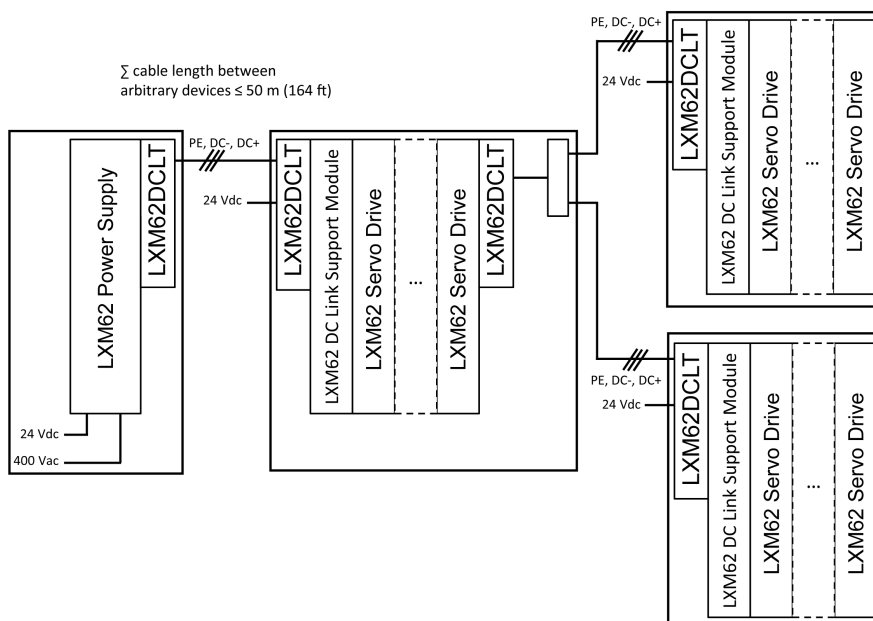 ∑ cable length between
arbitrary devices ≤ 50 m (164 ft)
LXM62 Power Supply
LXM62DCLT
24 Vdc
400 Vac
PE, DC-, DC+
24 Vdc
LXM62DCLT
LXM62 DC Link Support Module
LXM62 Servo Drive
...
LXM62 Servo Drive
LXM62DCLT
PE, DC-, DC+
24 Vdc
LXM62DCLT
LXM62 DC Link Support Module
LXM62 Servo Drive
...
LXM62 Servo Drive
PE, DC-, DC+
24 Vdc
LXM62DCLT
LXM62 DC Link Support Module
LXM62 Servo Drive
...
LXM62 Servo Drive